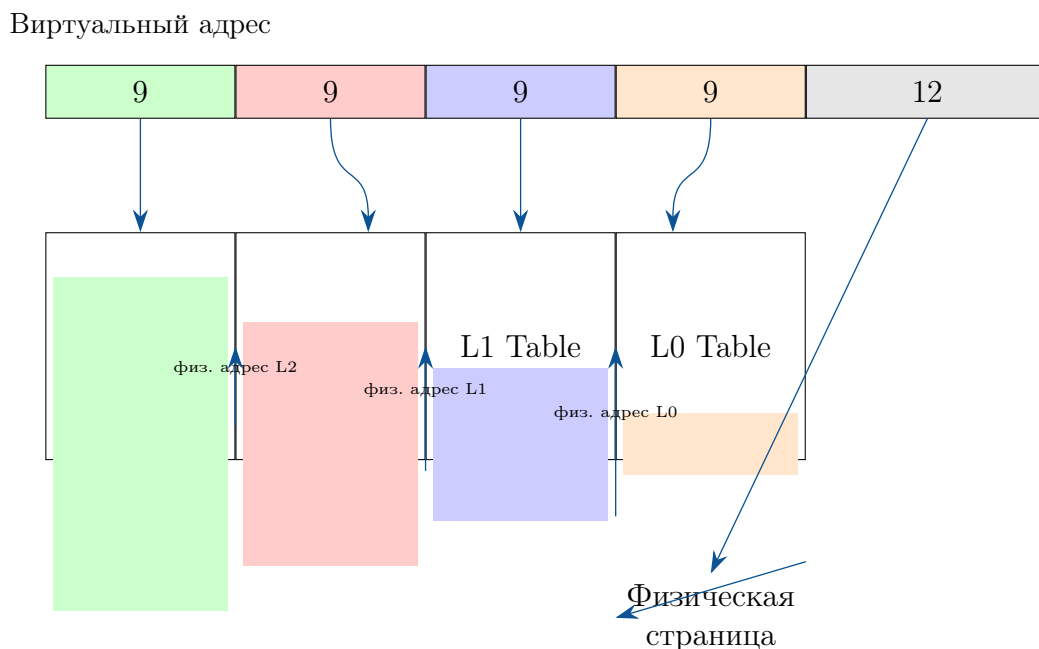 Виртуальный адрес
9 9 9 9 12
L1 Table L0 Table
физ. адрес L2
физ. адрес L1
физ. адрес L0
Физическая
страница